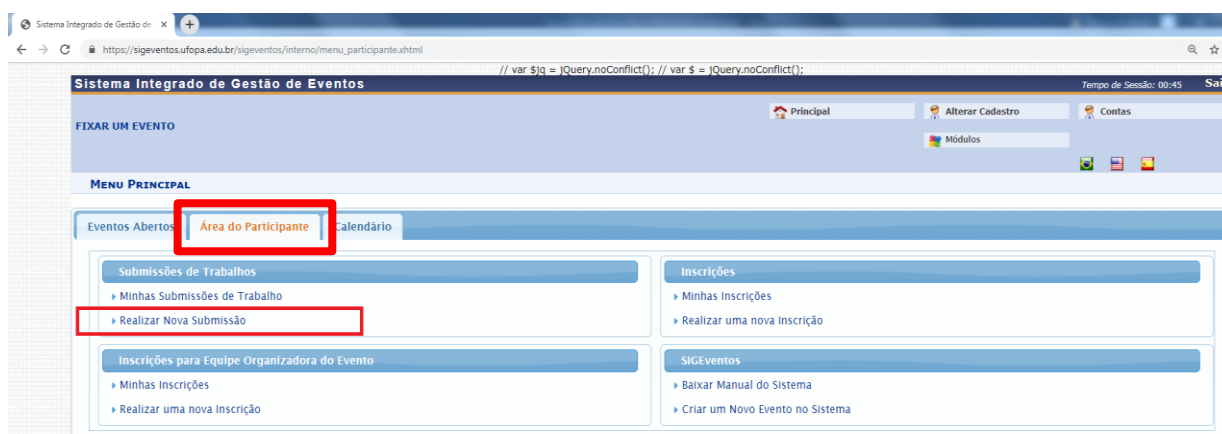 Sistema Integrado de Gestão de
https://sigeventos.ufopa.edu.br/sigeventos/interno/menu_participante.xhtml
// var $jq = jQuery.noConflict(); // var $ = jQuery.noConflict();
Sistema Integrado de Gestão de Eventos
Tempo de Sessão: 00:45
Sai
FIXAR UM EVENTO
Principal
Alterar Cadastro
Contas
Módulos
MENU PRINCIPAL
Eventos Abertos
Área do Participante
Calendário
Submissões de Trabalhos
Minhas Submissões de Trabalho
Realizar Nova Submissão
Inscrições
Minhas Inscrições
Realizar uma nova Inscrição
Inscrições para Equipe Organizadora do Evento
Minhas Inscrições
Realizar uma nova Inscrição
SIGEventos
Baixar Manual do Sistema
Criar um Novo Evento no Sistema